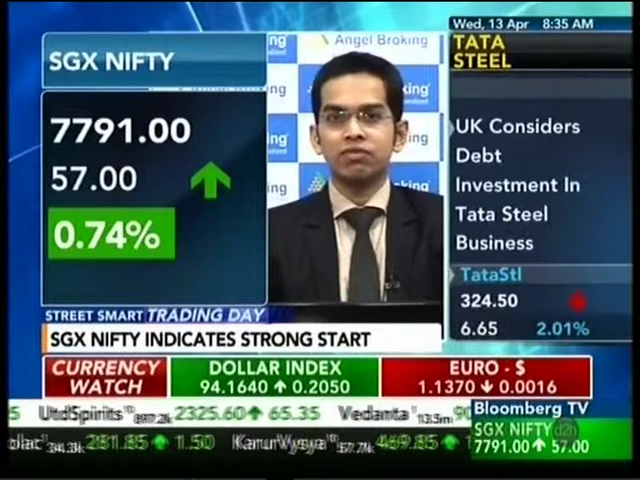 Wed, 13 Apr 8:35 AM
SGX NIFTY
7791.00
57.00
0.74%
Angel Broking
TATA
STEEL
UK Considers
Debt
Investment In
Tata Steel
Business
TataStl
324.50
6.65 2.01%
STREET SMART TRADING DAY
SGX NIFTY INDICATES STRONG START
CURRENCY
WATCH
DOLLAR INDEX
94.1640 0.2050
EURO - $
1.1370 0.0016
UtdSpirits 2325.60 65.35 Vedanta 13.5m
281.85 1.50 KarurVysya 469.85
Bloomberg TV
SGX NIFTY
7791.00 57.00